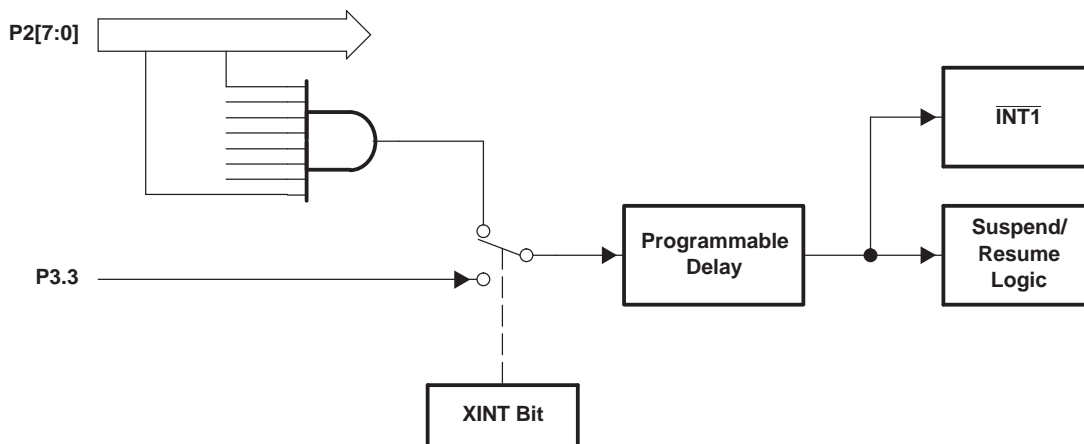 P2[7:0]
INT1
Programmable
Delay
Suspend/
Resume
Logic
P3.3
XINT Bit